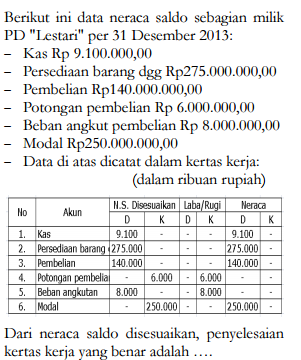 Berikut ini data neraca saldo sebagian milik
PD "Lestari" per 31 Desember 2013:
– Kas Rp 9.100.000,00
– Persediaan barang dgg Rp275.000.000,00
– Pembelian Rp140.000.000,00
– Potongan pembelian Rp 6.000.000,00
– Beban angkut pembelian Rp 8.000.000,00
– Modal Rp250.000.000,00
– Data di atas dicatat dalam kertas kerja:
(dalam ribuan rupiah)
No Akun N.S. Disesuaikan Laba/Rugi Neraca
D K D K D K
1. Kas 9.100 - - - 9.100 -
2. Persediaan barang 275.000 - - - 275.000 -
3. Pembelian 140.000 - - - 140.000 -
4. Potongan pembelia - 6.000 - 6.000 - -
5. Beban angkutan 8.000 - - 8.000 - -
6. Modal - 250.000 - - 250.000 -
Dari neraca saldo disesuaikan, penyelesaian
kertas kerja yang benar adalah ....